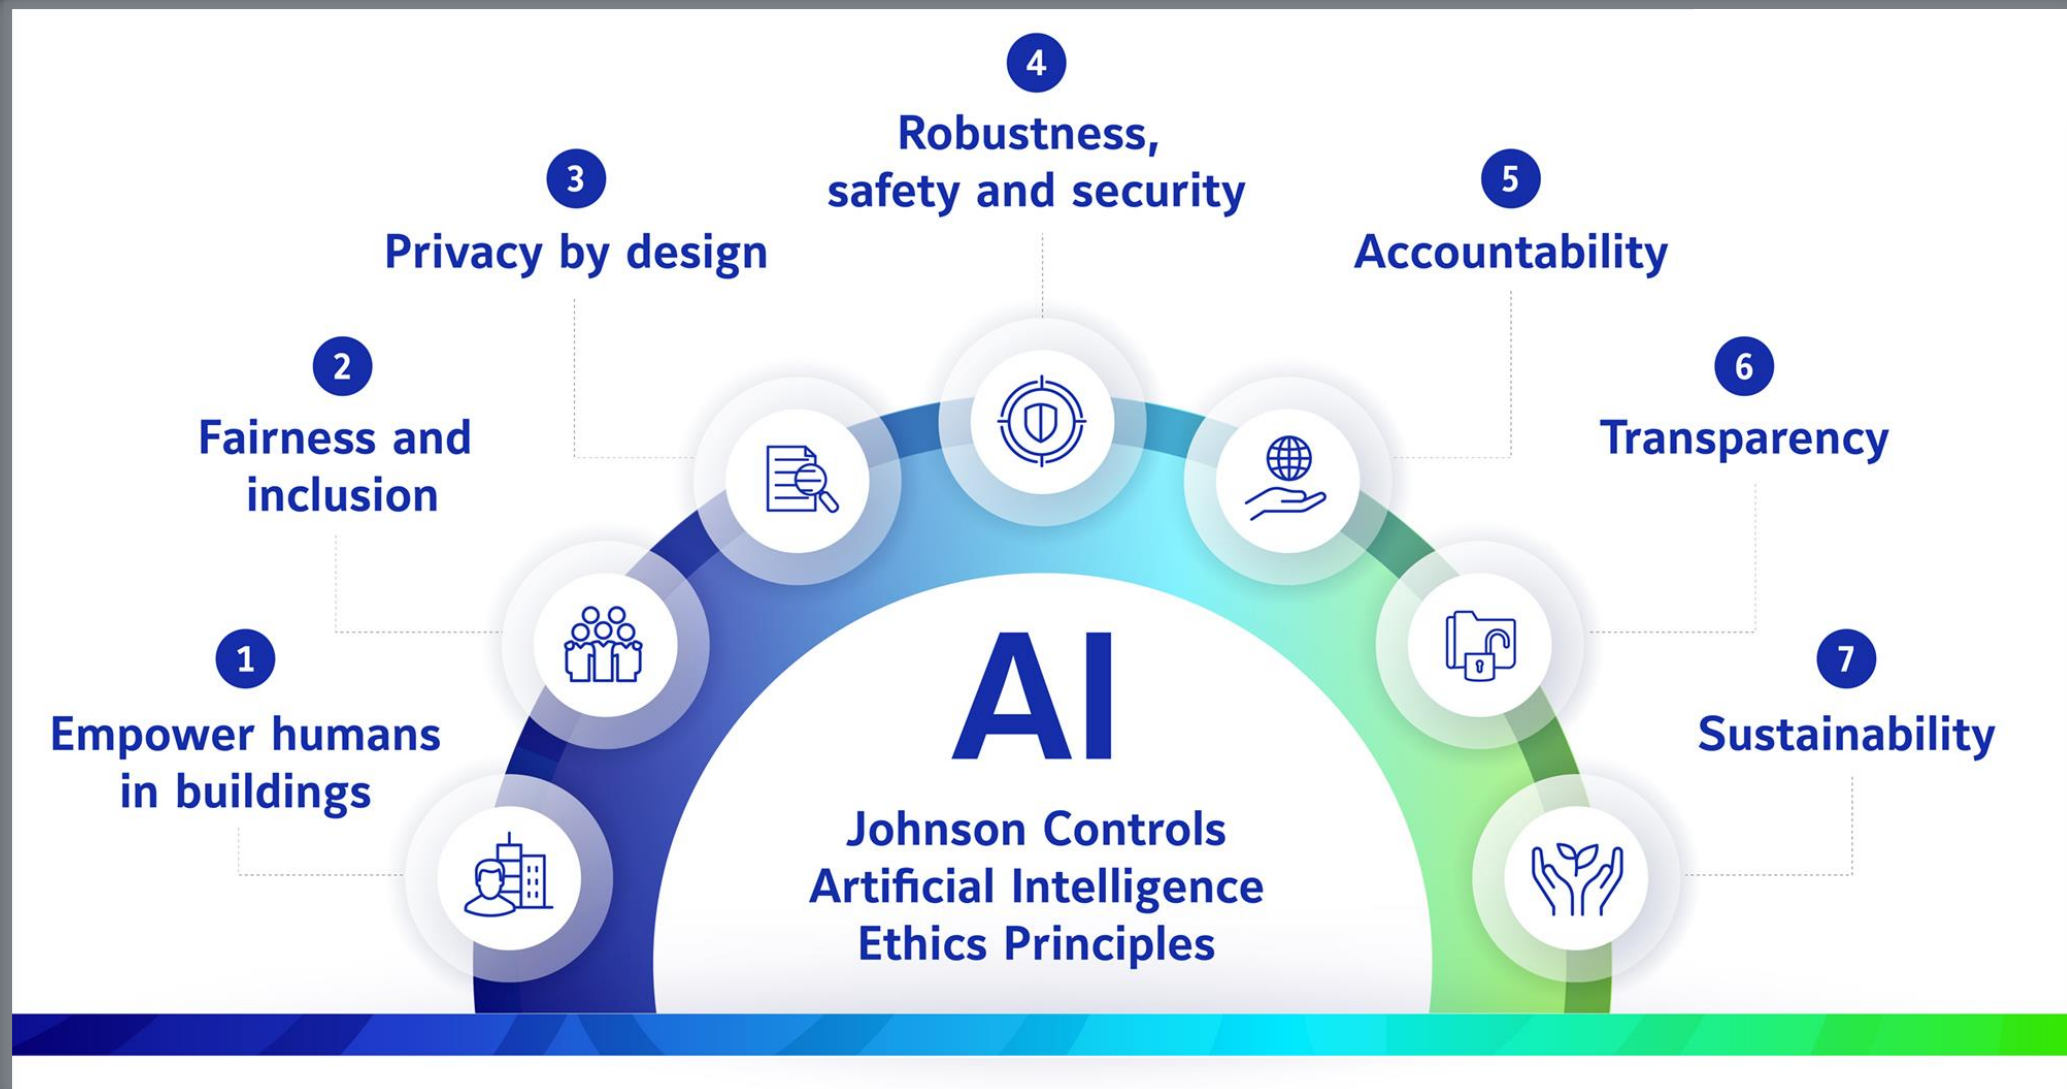 1
Empower humans
in buildings
2
Fairness and
inclusion
3
Privacy by design
4
Robustness,
safety and security
5
Accountability
6
Transparency
7
Sustainability
AI
Johnson Controls
Artificial Intelligence
Ethics Principles